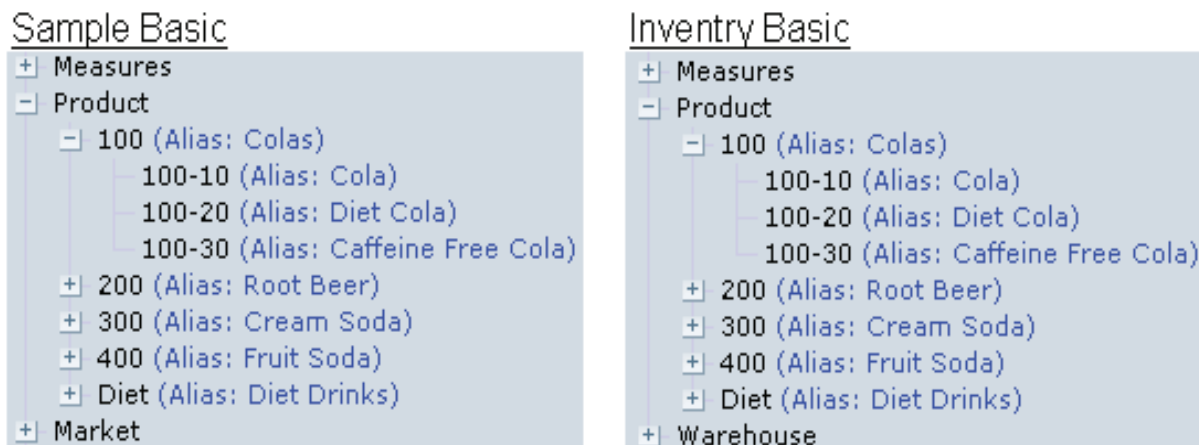 Sample Basic
Measures
Product
100 (Alias: Colas)
100-10 (Alias: Cola)
100-20 (Alias: Diet Cola)
100-30 (Alias: Caffeine Free Cola)
200 (Alias: Root Beer)
300 (Alias: Cream Soda)
400 (Alias: Fruit Soda)
Diet (Alias: Diet Drinks)
Market
Inventry Basic
Measures
Product
100 (Alias: Colas)
100-10 (Alias: Cola)
100-20 (Alias: Diet Cola)
100-30 (Alias: Caffeine Free Cola)
200 (Alias: Root Beer)
300 (Alias: Cream Soda)
400 (Alias: Fruit Soda)
Diet (Alias: Diet Drinks)
Warehouse